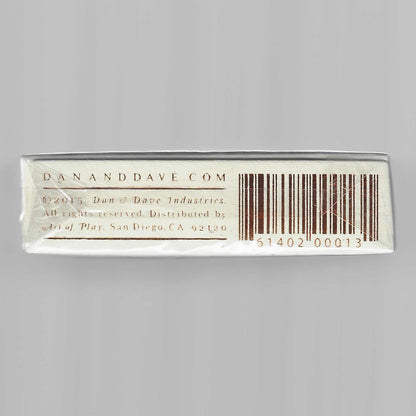 DANANDDAVE.COM
©2015 Dan & Dave Industries.
All rights reserved. Distributed by
Art of Play, San Diego, CA 92120
61402 00013